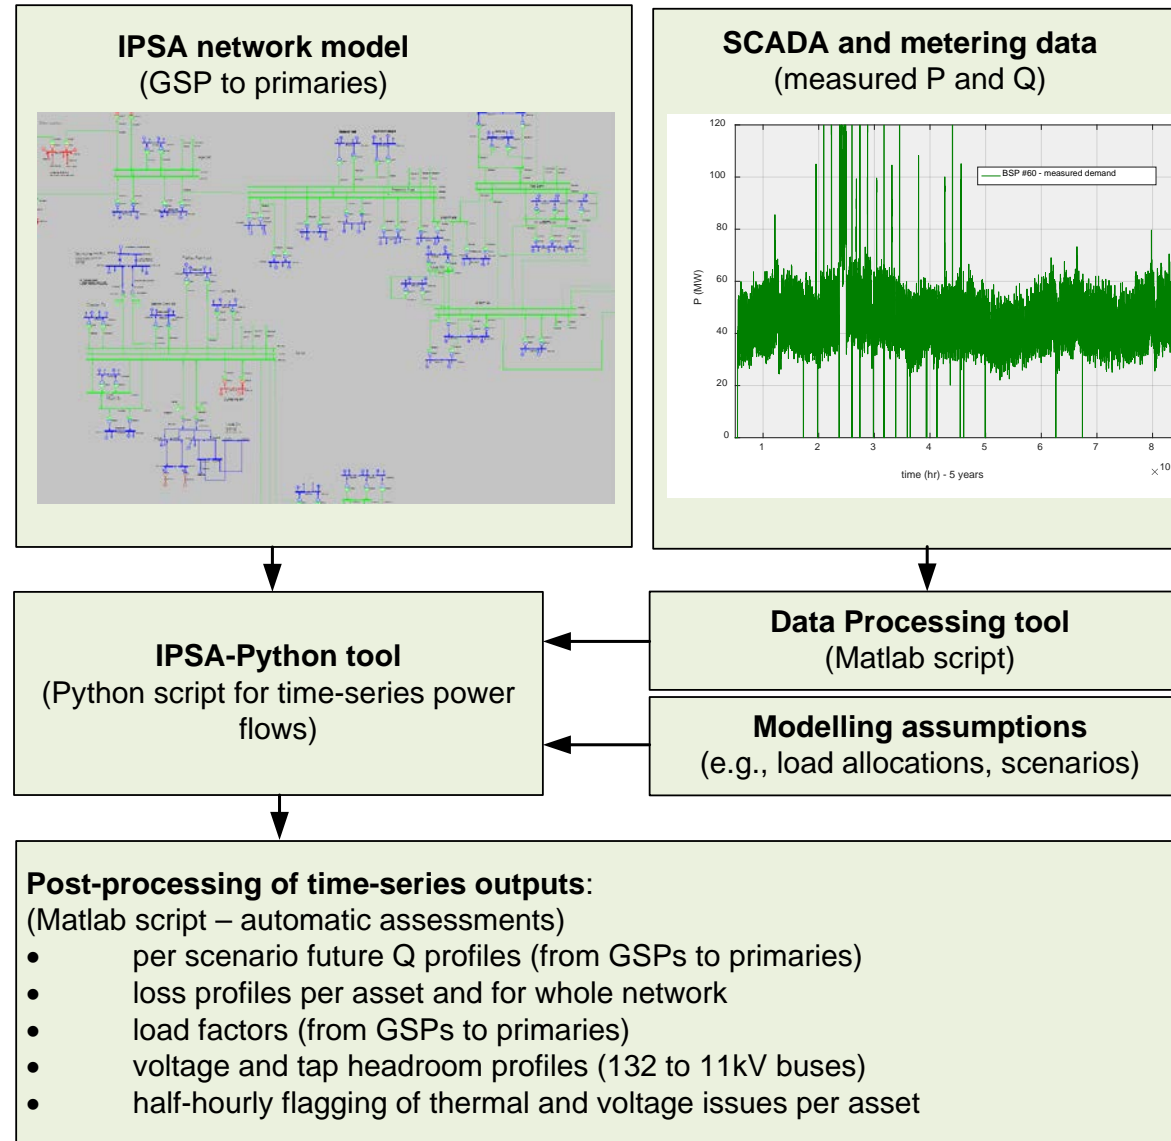 IPSA network model
(GSP to primaries)
SCADA and metering data
(measured P and Q)
120
100
80
60
40
20
0
P (MW)
BSP #60 - measured demand
1
2
3
4
5
6
7
8
×10
time (hr) - 5 years
IPSA-Python tool
(Python script for time-series power
flows)
Data Processing tool
(Matlab script)
Modelling assumptions
(e.g., load allocations, scenarios)
Post-processing of time-series outputs:
(Matlab script – automatic assessments)
• per scenario future Q profiles (from GSPs to primaries)
• loss profiles per asset and for whole network
• load factors (from GSPs to primaries)
• voltage and tap headroom profiles (132 to 11kV buses)
• half-hourly flagging of thermal and voltage issues per asset